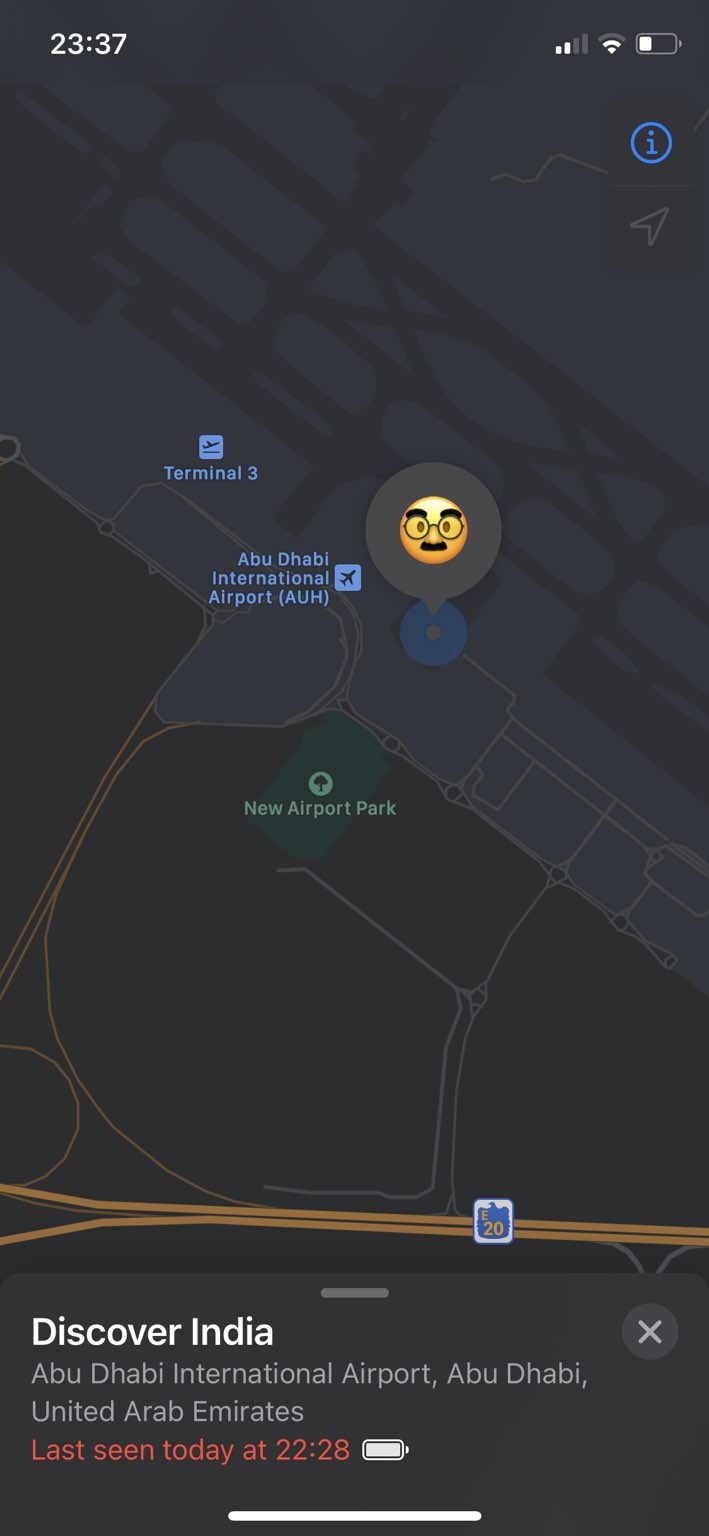 23:37
Terminal 3
Abu Dhabi
International
Airport (AUH)
New Airport Park
E
20
Discover India
Abu Dhabi International Airport, Abu Dhabi,
United Arab Emirates
Last seen today at 22:28